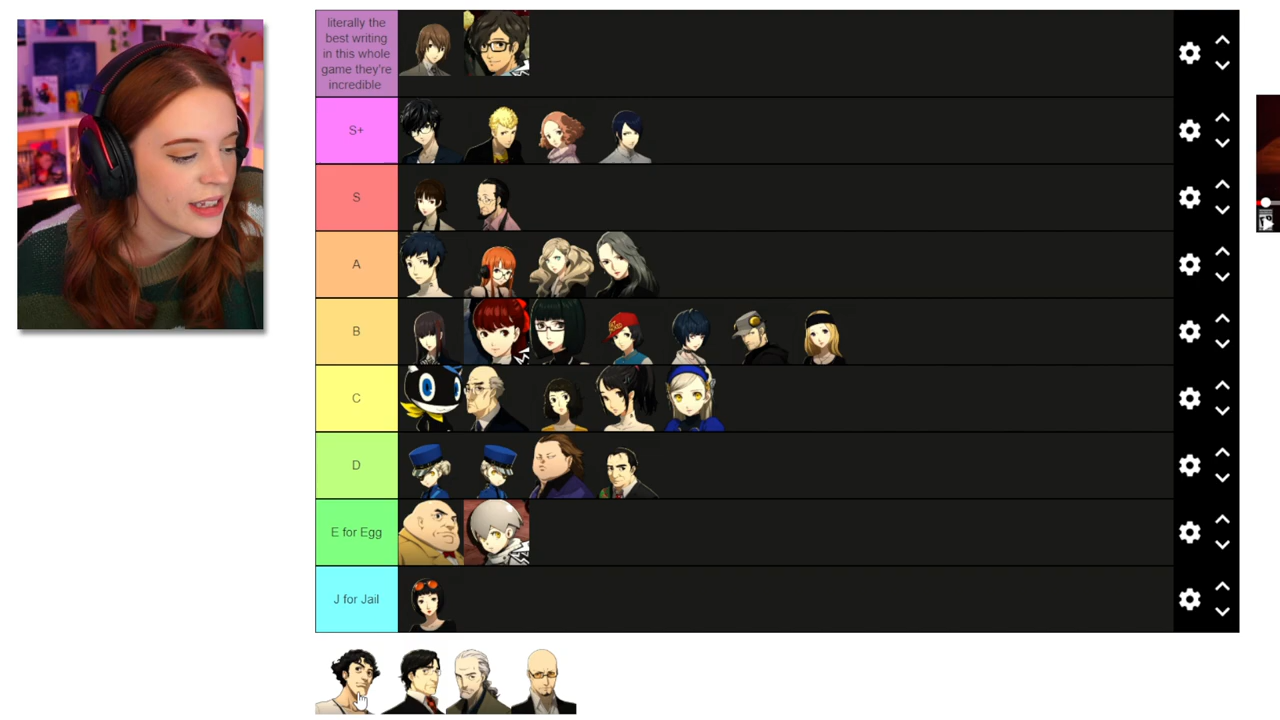 literally the
best writing
in this whole
game they're
incredible
S+
S
A
B
C
D
E for Egg
J for Jail